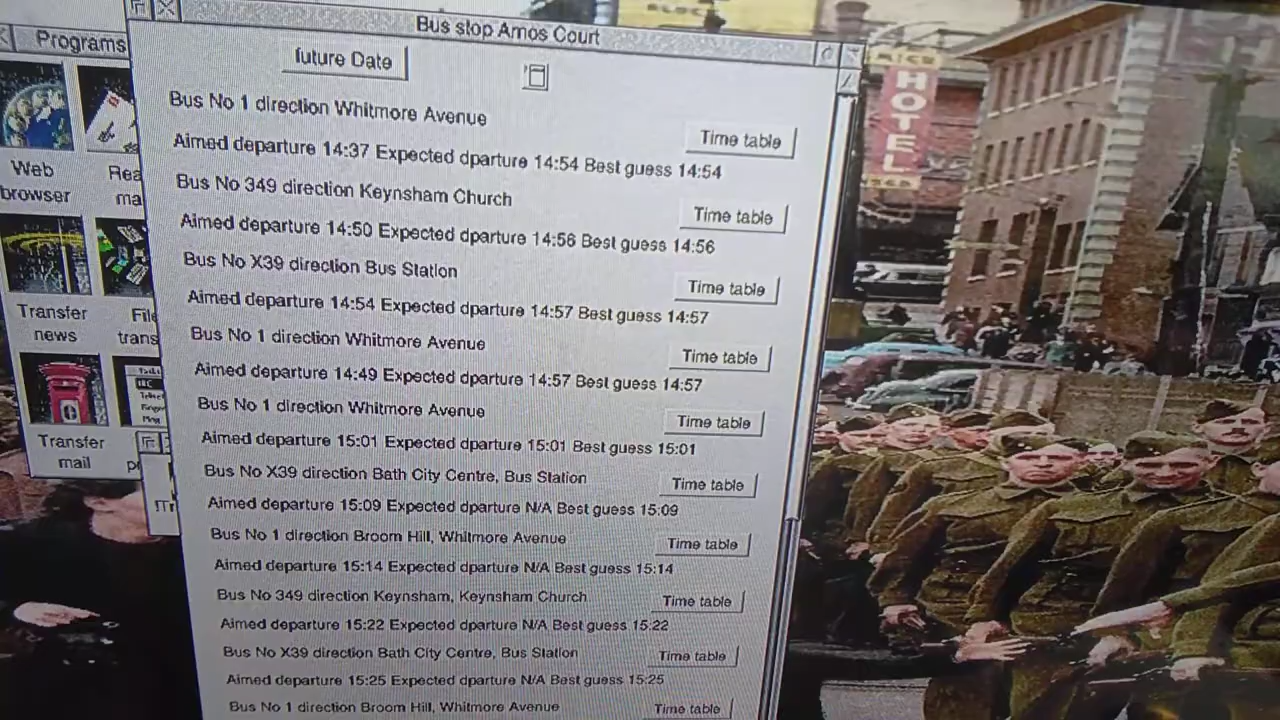 Bus stop Amos Court
Programs
future Date
Bus No 1 direction Whitmore Avenue
Time table
Aimed departure 14:37 Expected dparture 14:54 Best guess 14:54
Bus No 349 direction Keynsham Church
Time table
Aimed departure 14:50 Expected dparture 14:56 Best guess 14:56
Bus No X39 direction Bus Station
Time table
Aimed departure 14:54 Expected dparture 14:57 Best guess 14:57
Bus No 1 direction Whitmore Avenue
Time table
Aimed departure 14:49 Expected dparture 14:57 Best guess 14:57
Bus No 1 direction Whitmore Avenue
Time table
Aimed departure 15:01 Expected dparture 15:01 Best guess 15:01
Bus No X39 direction Bath City Centre, Bus Station
Time table
Aimed departure 15:09 Expected dparture N/A Best guess 15:09
Bus No 1 direction Broom Hill, Whitmore Avenue
Time table
Aimed departure 15:14 Expected dparture N/A Best guess 15:14
Bus No 349 direction Keynsham, Keynsham Church
Time table
Aimed departure 15:22 Expected dparture N/A Best guess 15:22
Bus No X39 direction Bath City Centre, Bus Station
Time table
Aimed departure 15:25 Expected dparture N/A Best guess 15:25
Bus No 1 direction Broom Hill, Whitmore Avenue
Time table
Web
browser
Rea
ma
Transfer
news
File
trans
Transfer
mail
HOTEL